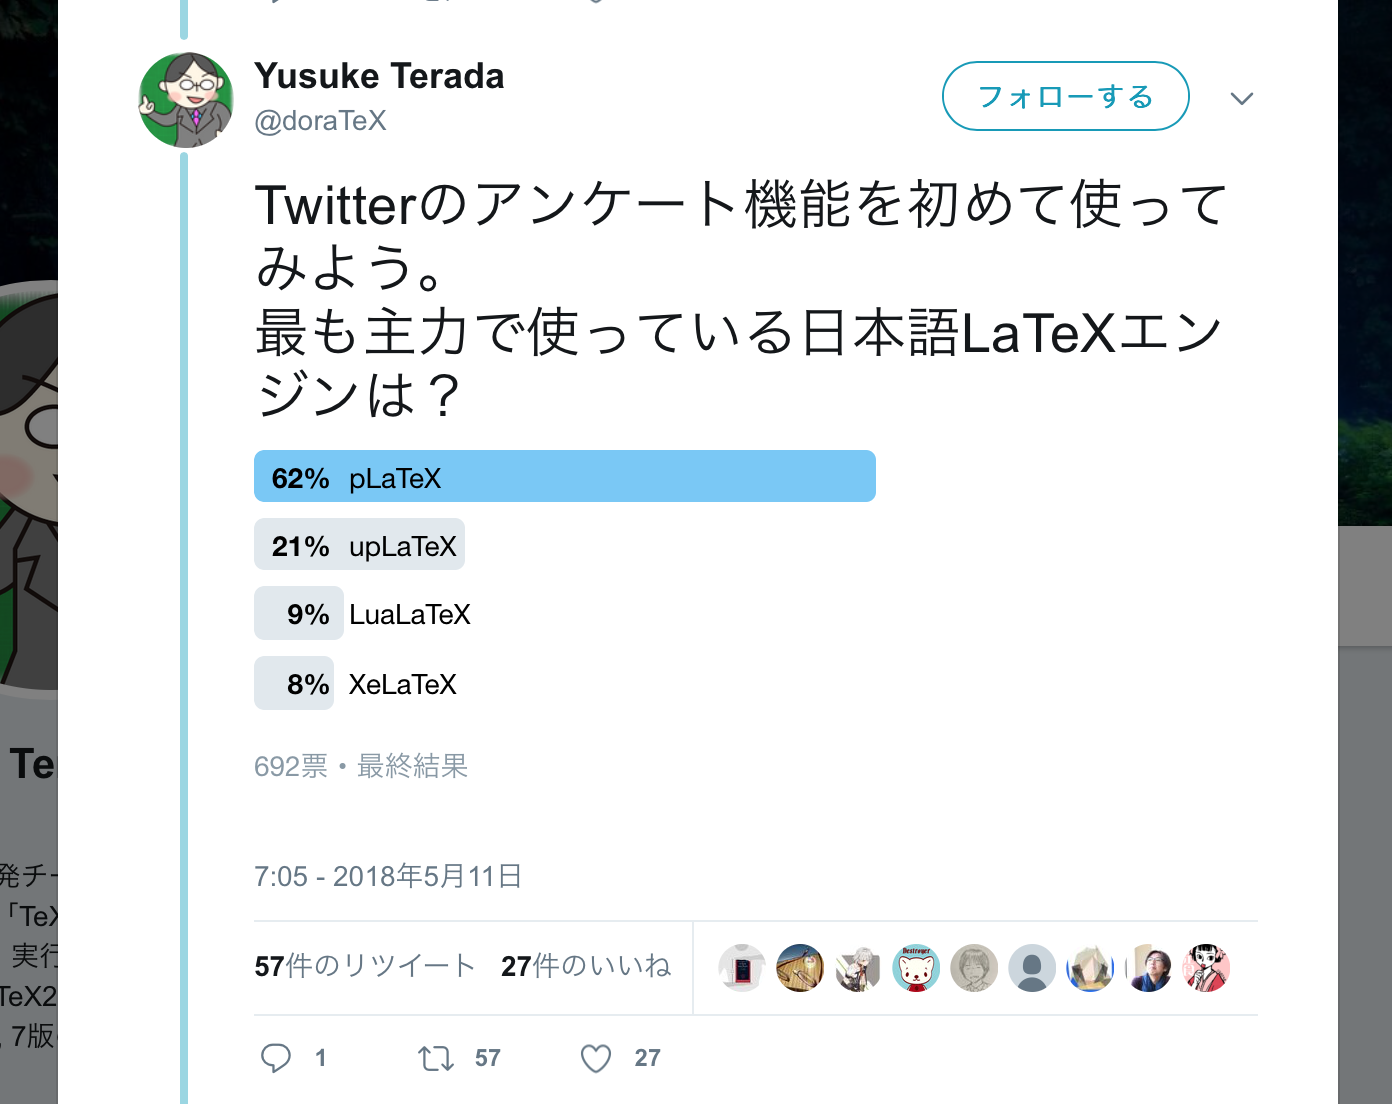 Yusuke Terada
@doraTeX
フォローする
Twitterのアンケート機能を初めて使って
みよう。
最も主力で使っている日本語LaTeXエン
ジンは？
62% pLaTeX
21% upLaTeX
9% LuaLaTeX
8% XeLaTeX
692票・最終結果
7:05 - 2018年5月11日
57件のリツイート 27件のいいね
1 57 27
Te
発チー
「TeX
実行
TeX2
, 7版